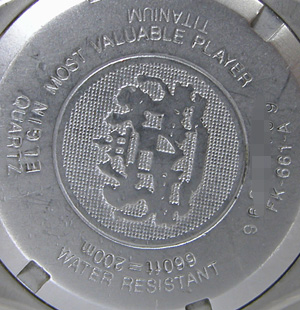 MOST VALUABLE PLAYER
TITANIUM
ELGIN
QUARTZ
FK-661-A
660ft=200m
WATER RESISTANT